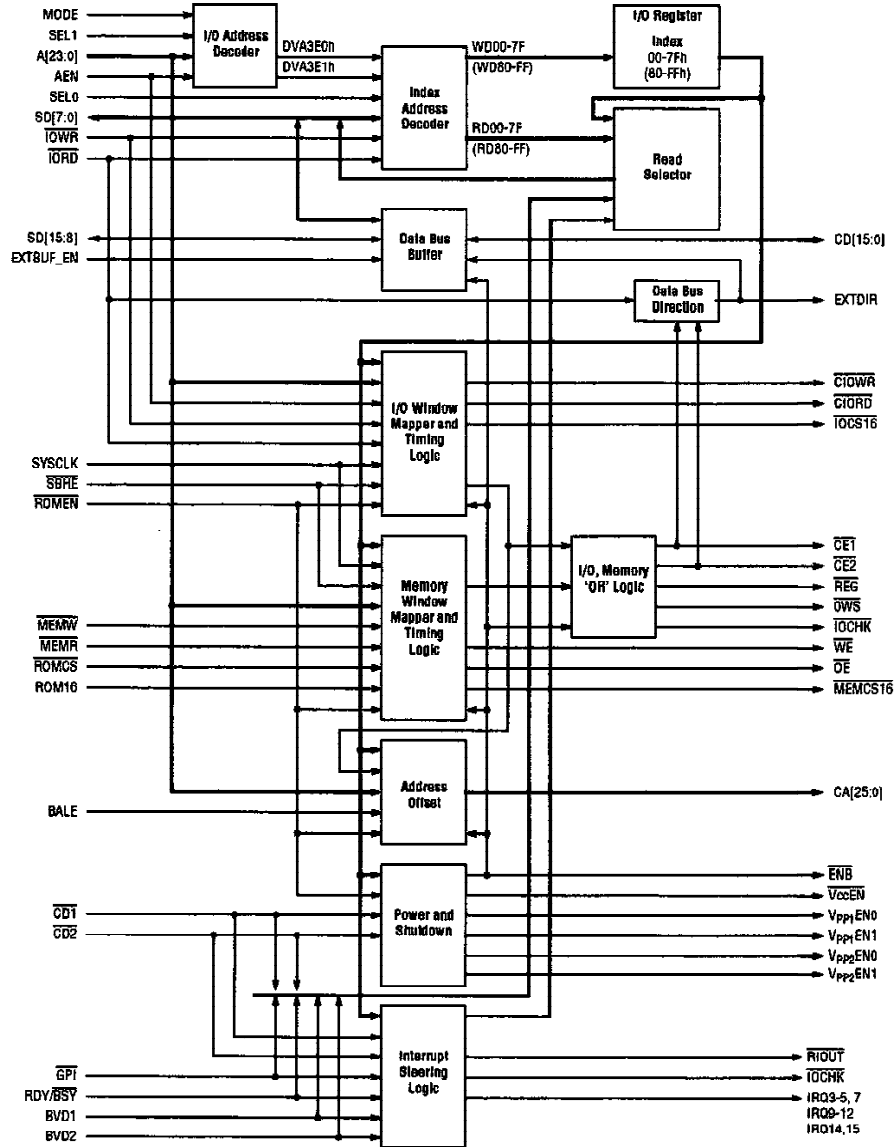 MODE
SEL1
A[23:0]
AEN
SEL0
SD[7:0]
IOWR
IORD
SD[15:8]
EXTBUF_EN
I/O Address
Decoder
DVA3E0h
DVA3E1h
Index
Address
Decoder
WD00-7F
(WD80-FF)
RD00-7F
(RD80-FF)
I/O Register
Index
00-7Fh
(80-FFh)
Read
Selector
Data Bus
Buffer
CD[15:0]
Data Bus
Direction
EXTDIR
I/O Window
Mapper and
Timing
Logic
CIOWR
CIORD
IOCS16
SYSCLK
SBHE
ROMEN
MEMW
MEMR
ROMCS
ROM16
Memory
Window
Mapper and
Timing
Logic
I/O, Memory
'OR' Logic
CE1
CE2
REG
0WS
IOCHK
WE
OE
MEMCS16
BALE
Address
Offset
CA[25:0]
CD1
CD2
Power and
Shutdown
ENB
VccEN
VPP1EN0
VPP1EN1
VPP2EN0
VPP2EN1
GPI
RDY/BSY
BVD1
BVD2
Interrupt
Steering
Logic
RIOUT
IOCHK
IRQ3-5, 7
IRQ9-12
IRQ14,15